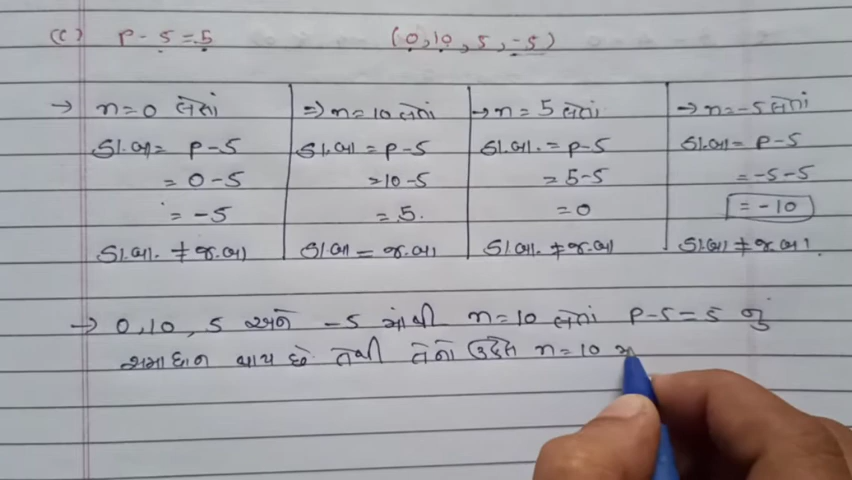 (c) P - 5 = 5 (0, 10, 5, -5)
→ n=0 લેતાં
ડા.બા = P-5
= 0-5
= -5
ડા.બા. ≠ જ.બા
⇒ n=10 લેતાં
ડા.બા = P-5
=10-5
= 5.
ડા.બા = જ.બા
→ n=5 લેતાં
ડા.બા. = P-5
= 5-5
=0
ડા.બા. ≠ જ.બા
→ n=-5 લેતાં
ડા.બા= P-5
= -5-5
= -10
ડા.બા ≠ જ.બા.
→ 0,10, 5 અને -5 માંથી n=10 લેતાં P-5=5 નું
સમાધાન થાય છે તેથી તેનો ઉકેલ n=10